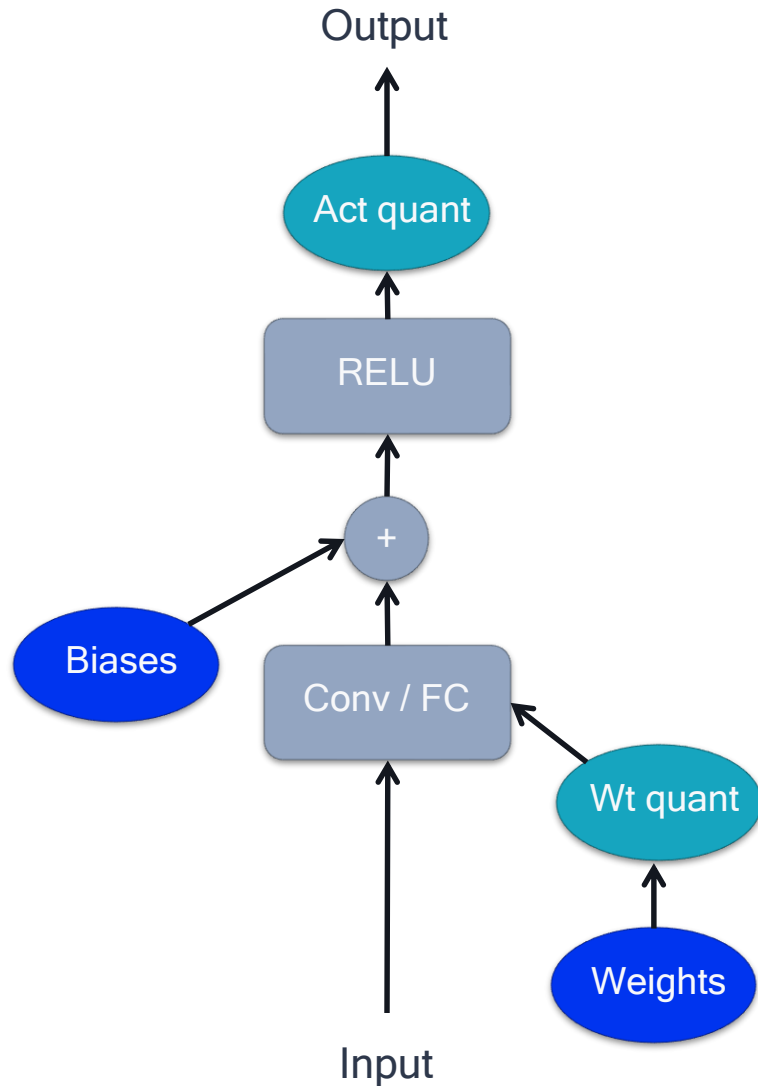 Output
Act quant
RELU
+
Biases
Conv / FC
Wt quant
Weights
Input